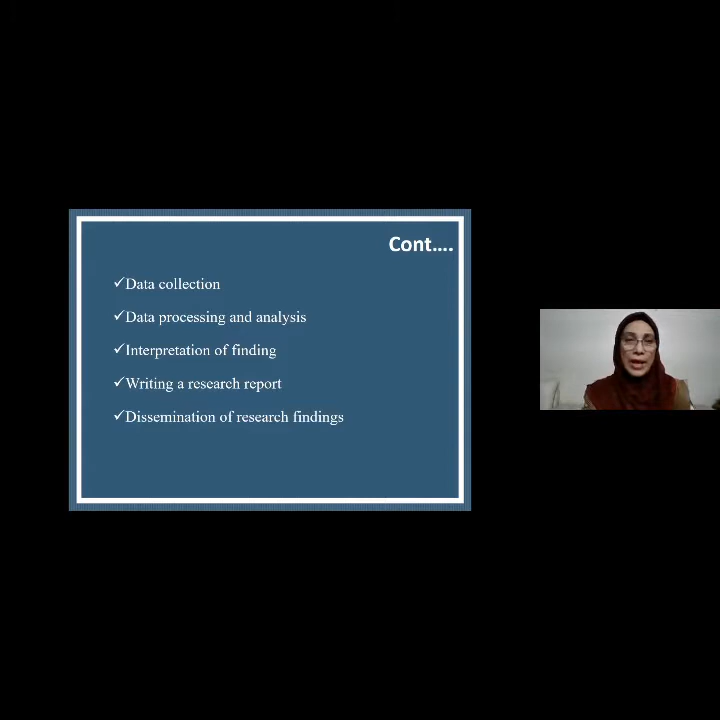 Cont....
✓Data collection
✓Data processing and analysis
✓Interpretation of finding
✓Writing a research report
✓Dissemination of research findings